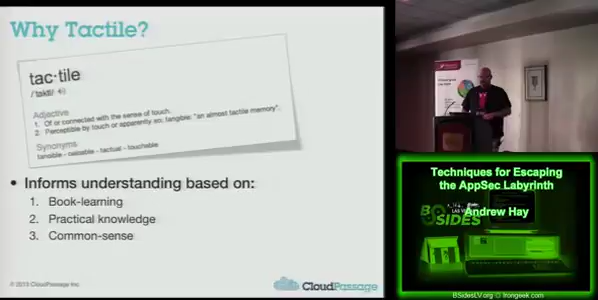 Why Tactile?
tac·tile
Adjective
1. Of or connected with the sense of touch.
2. Perceptible by touch or apparently so; tangible: "an almost tactile memory".
Synonyms
tangible - palpable - tactual - touchable
• Informs understanding based on:
1. Book-learning
2. Practical knowledge
3. Common-sense
© 2013 CloudPassage Inc.
CloudPassage
Techniques for Escaping
the AppSec Labyrinth
Andrew Hay
BSIDES
LAS
BSidesLV.org
Irongeek.com